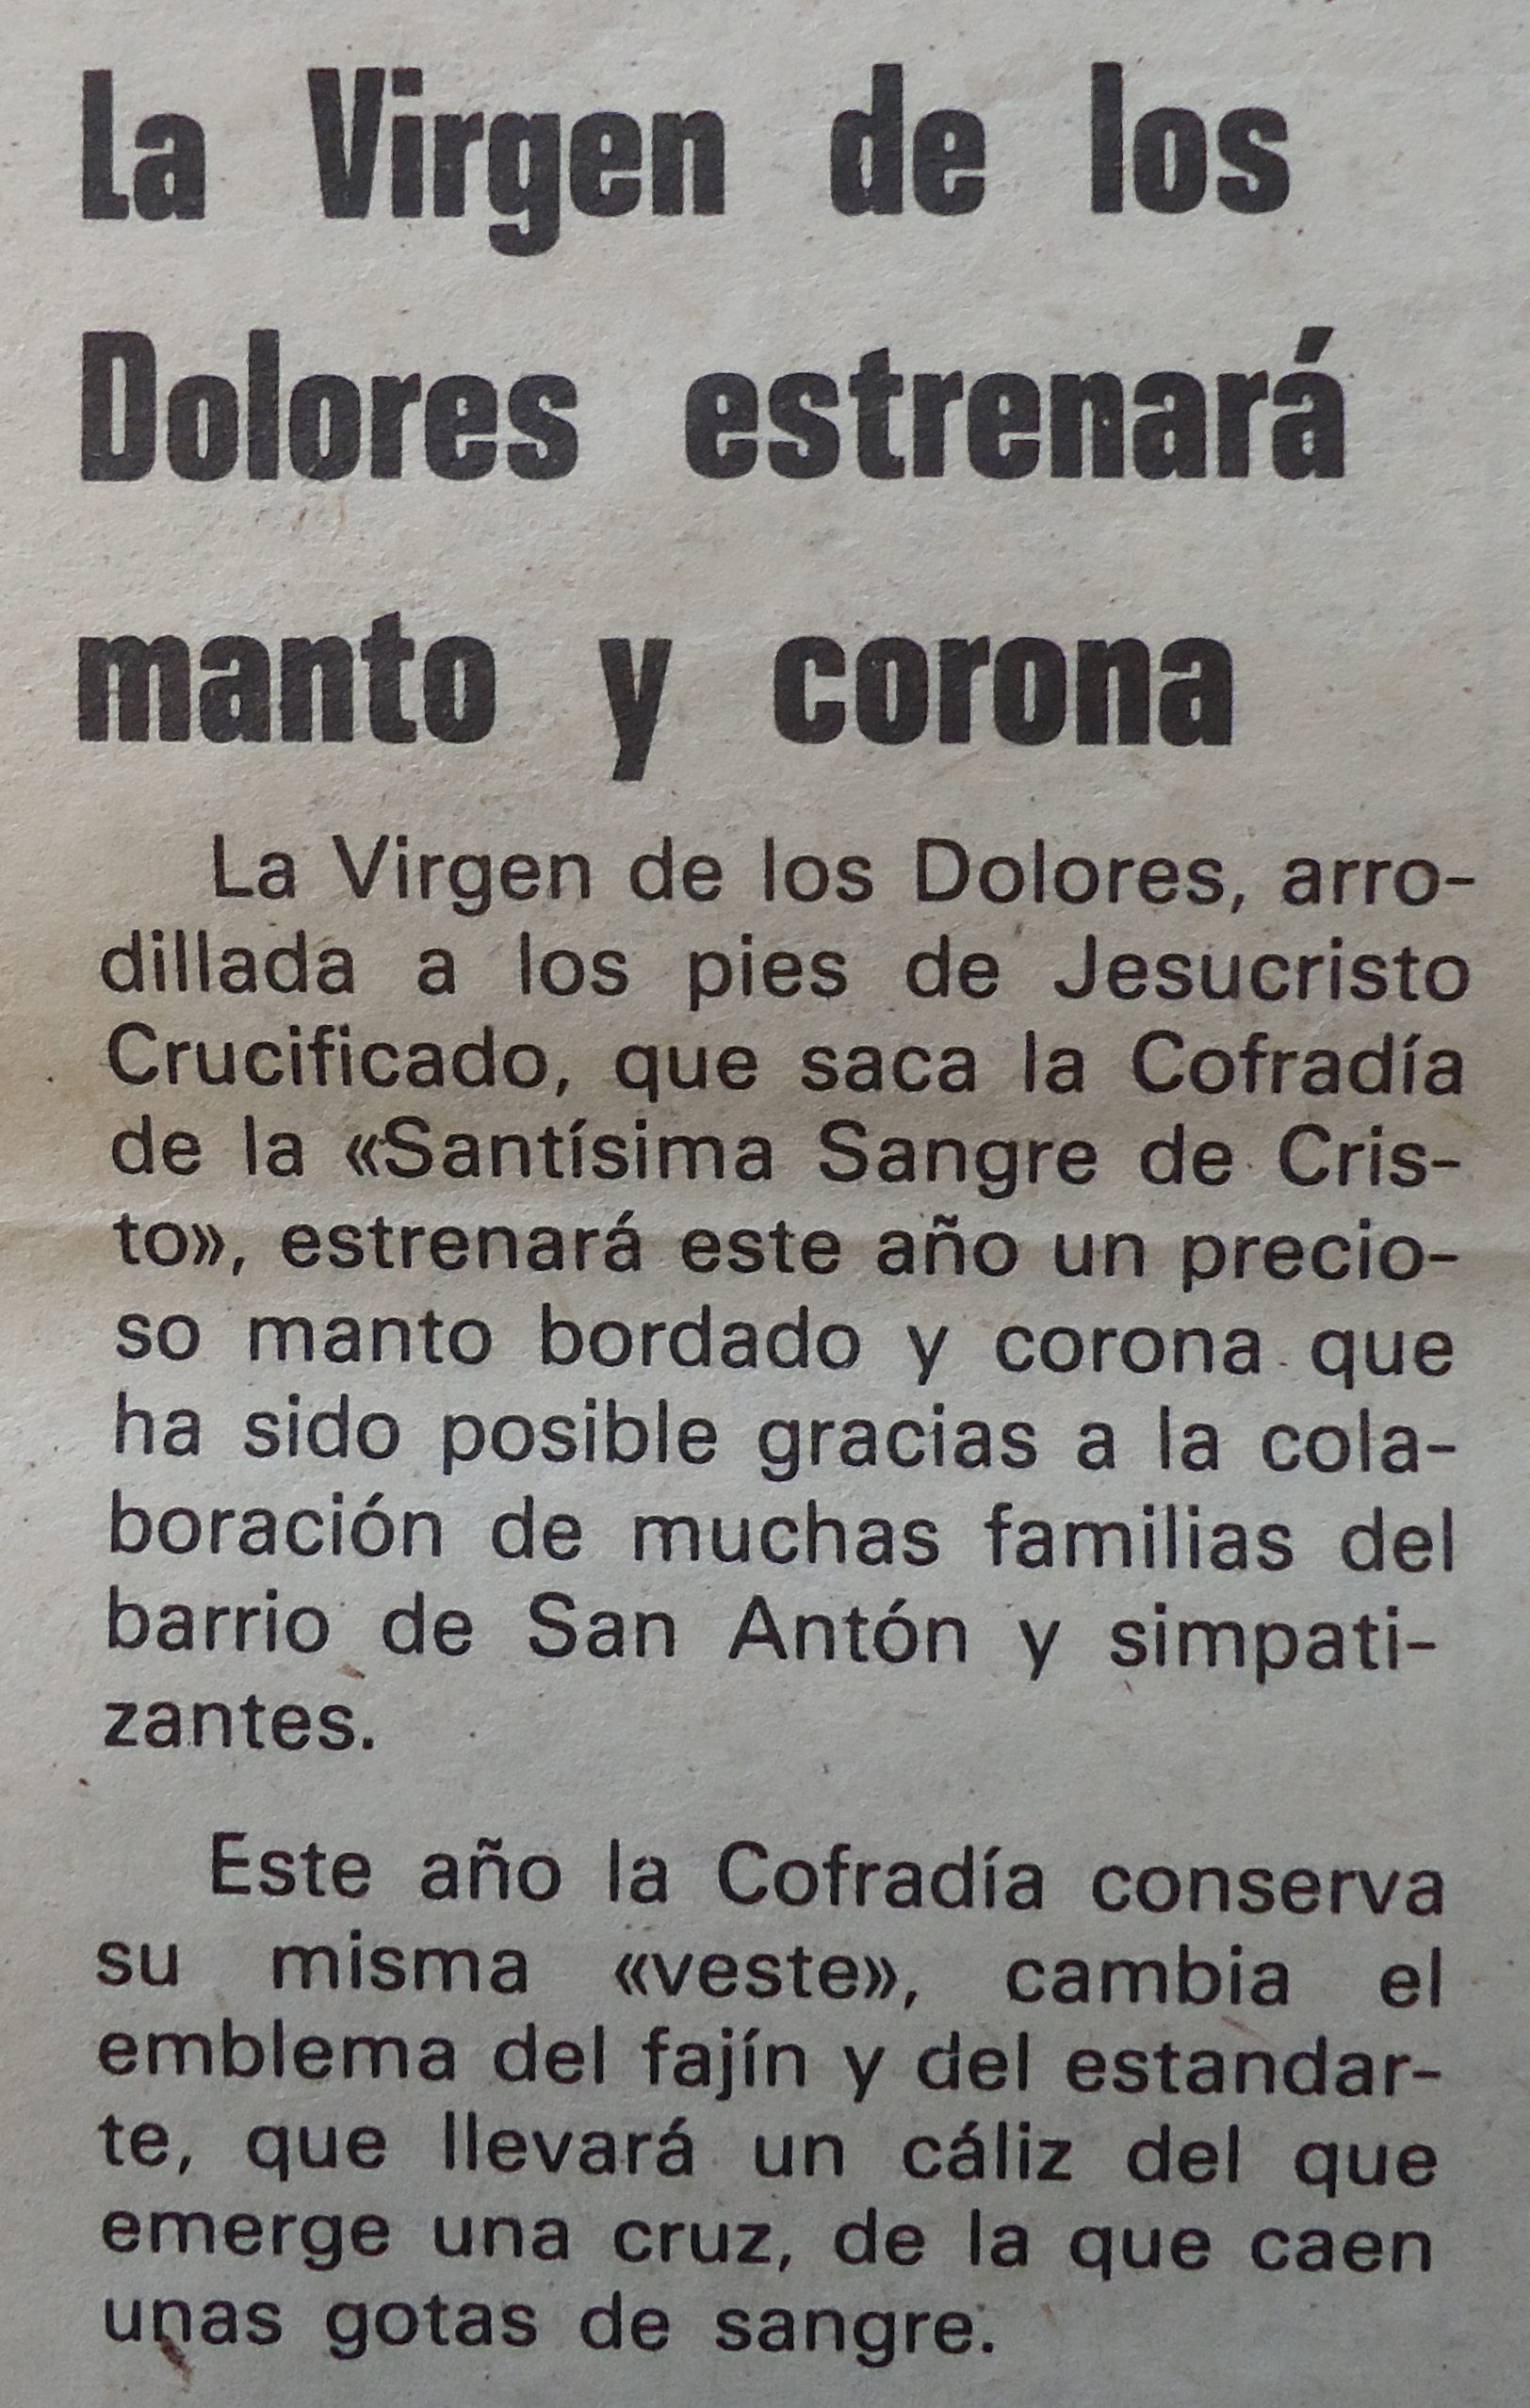 La Virgen de los
Dolores estrenará
manto y corona
La Virgen de los Dolores, arro-
dillada a los pies de Jesucristo
Crucificado, que saca la Cofradía
de la «Santísima Sangre de Cris-
to», estrenará este año un precio-
so manto bordado y corona que
ha sido posible gracias a la cola-
boración de muchas familias del
barrio de San Antón y simpati-
zantes.
Este año la Cofradía conserva
su misma «veste», cambia el
emblema del fajín y del estandar-
te, que llevará un cáliz del que
emerge una cruz, de la que caen
unas gotas de sangre.